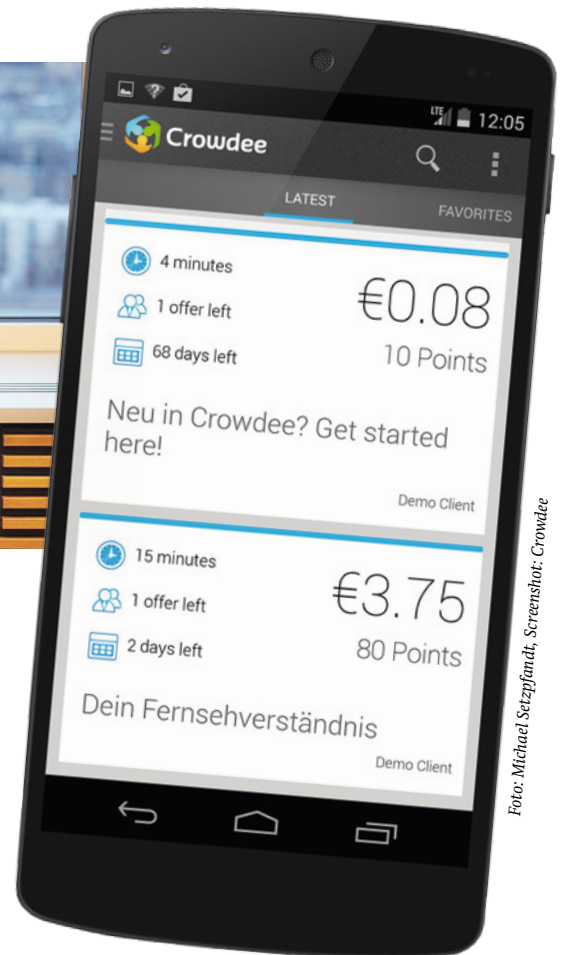 LTE 12:05
Crowdee
LATEST FAVORITES
4 minutes
€0.08
1 offer left
10 Points
68 days left
Neu in Crowdee? Get started
here!
Demo Client
15 minutes
€3.75
1 offer left
80 Points
2 days left
Dein Fernsehverständnis
Demo Client
Foto: Michael Setzpfandt, Screenshot: Crowdee